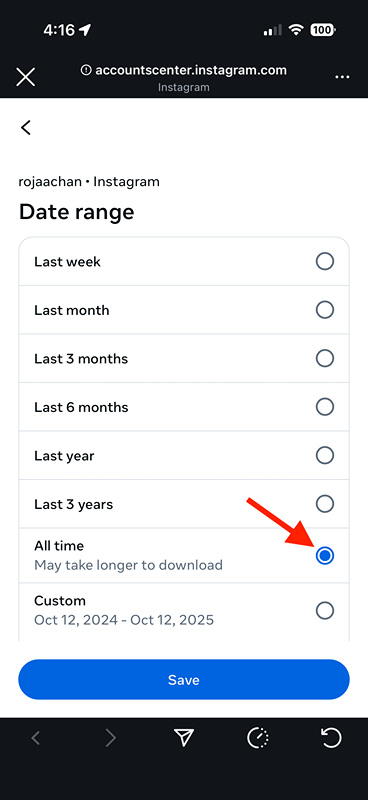 4:16
100
accountscenter.instagram.com
Instagram
rojaachan • Instagram
Date range
Last week
Last month
Last 3 months
Last 6 months
Last year
Last 3 years
All time
May take longer to download
Custom
Oct 12, 2024 - Oct 12, 2025
Save